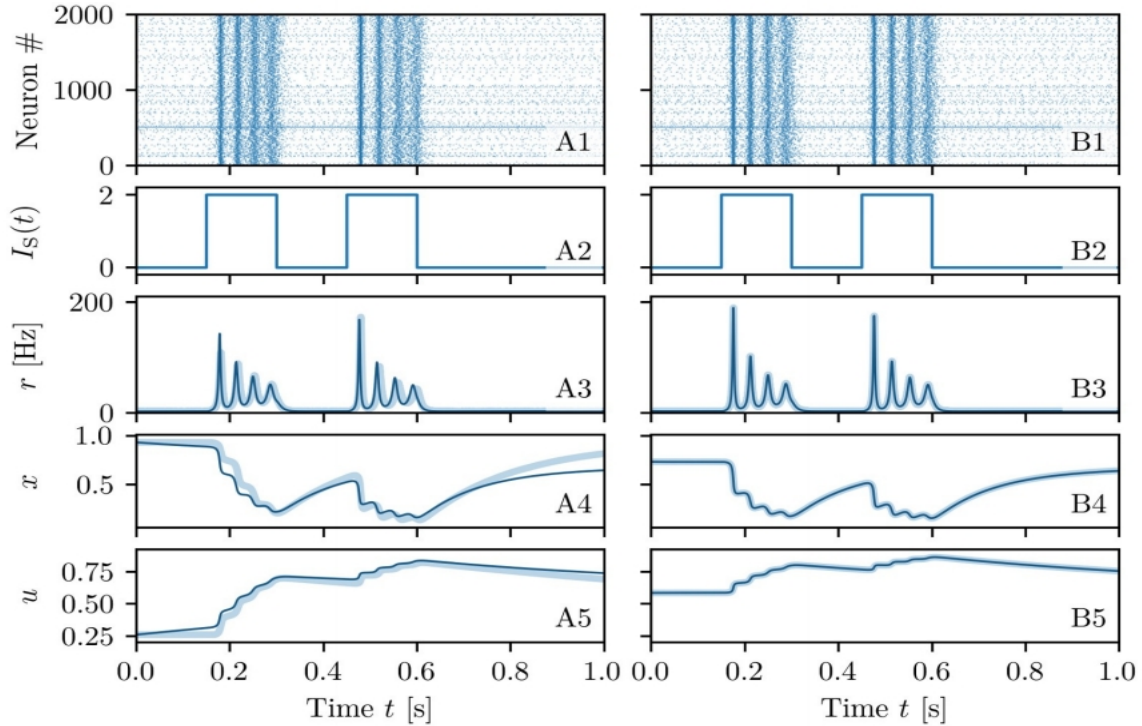 Neuron #
2000
1000
0
A1
B1
I_S(t)
2
0
A2
B2
r [Hz]
200
0
A3
B3
x
1.0
0.5
A4
B4
u
0.75
0.50
0.25
A5
B5
0.0 0.2 0.4 0.6 0.8 1.0
0.0 0.2 0.4 0.6 0.8 1.0
Time t [s]
Time t [s]